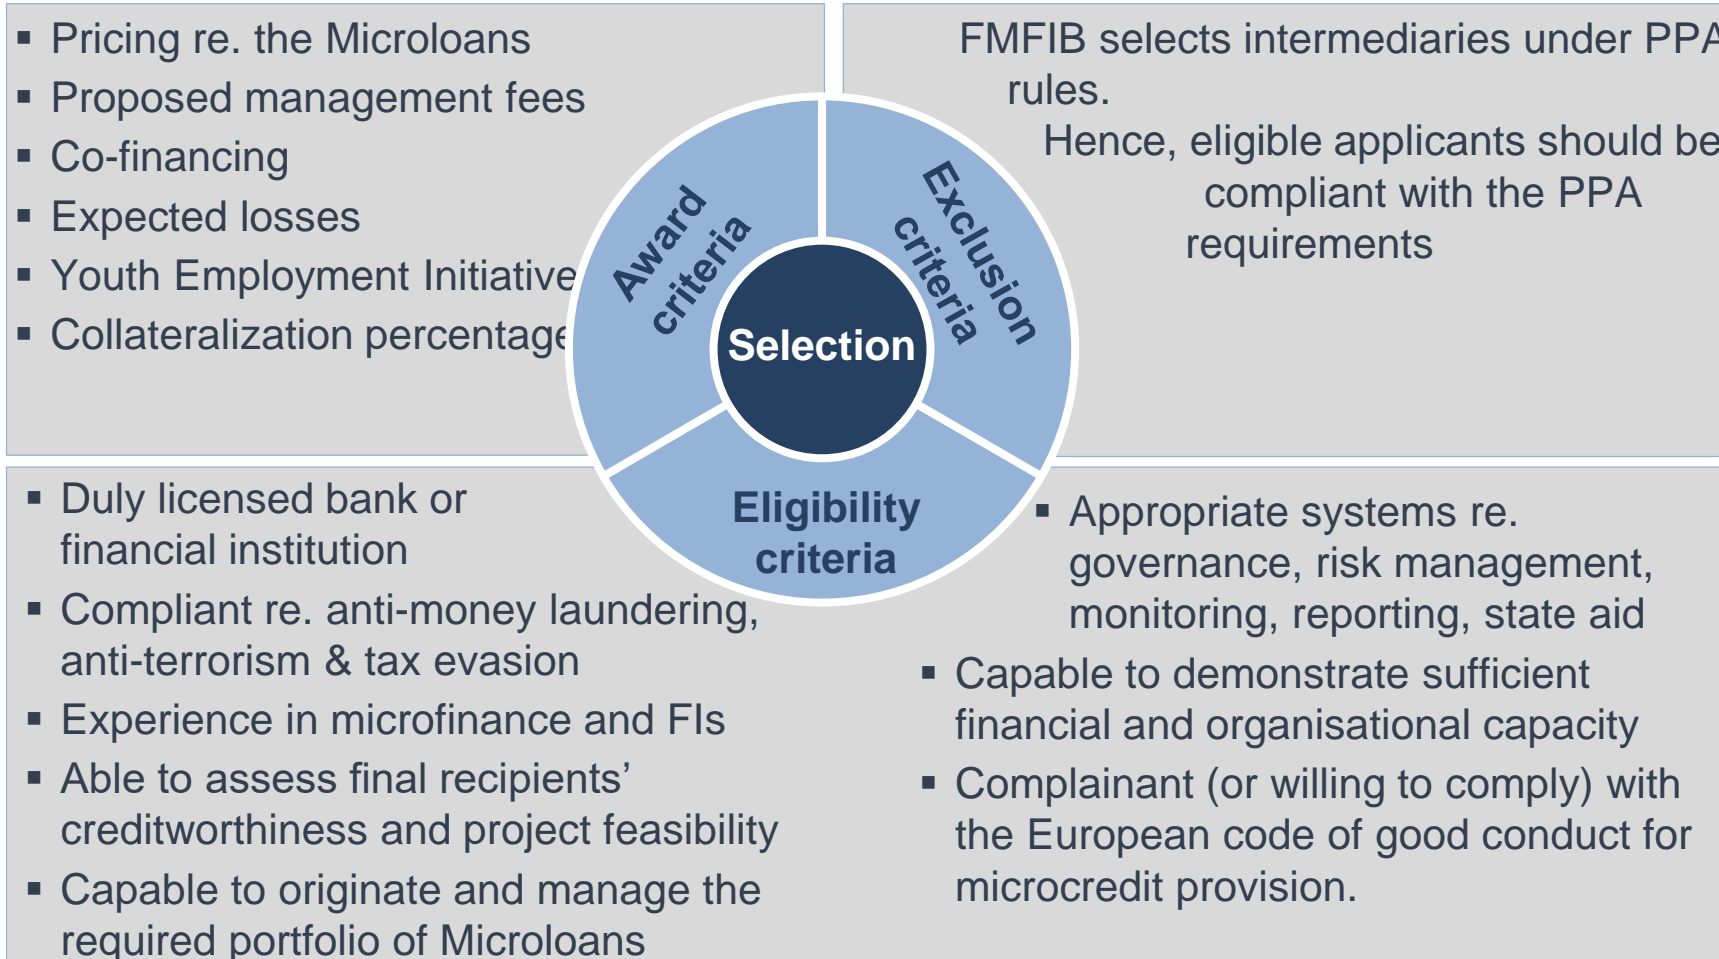 ▪ Pricing re. the Microloans
▪ Proposed management fees
▪ Co-financing
▪ Expected losses
▪ Youth Employment Initiative
▪ Collateralization percentage
FMFIB selects intermediaries under PPA
rules.
Hence, eligible applicants should be
compliant with the PPA
requirements
Award
criteria
Exclusion
criteria
Selection
Eligibility
criteria
▪ Duly licensed bank or
financial institution
▪ Compliant re. anti-money laundering,
anti-terrorism & tax evasion
▪ Experience in microfinance and FIs
▪ Able to assess final recipients’
creditworthiness and project feasibility
▪ Capable to originate and manage the
required portfolio of Microloans
▪ Appropriate systems re.
governance, risk management,
monitoring, reporting, state aid
▪ Capable to demonstrate sufficient
financial and organisational capacity
▪ Complainant (or willing to comply) with
the European code of good conduct for
microcredit provision.